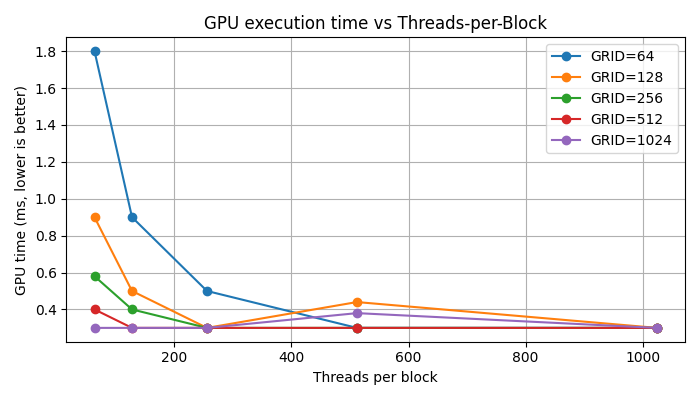 GPU execution time vs Threads-per-Block
GPU time (ms, lower is better)
1.8
1.6
1.4
1.2
1.0
0.8
0.6
0.4
GRID=64
GRID=128
GRID=256
GRID=512
GRID=1024
200 400 600 800 1000
Threads per block